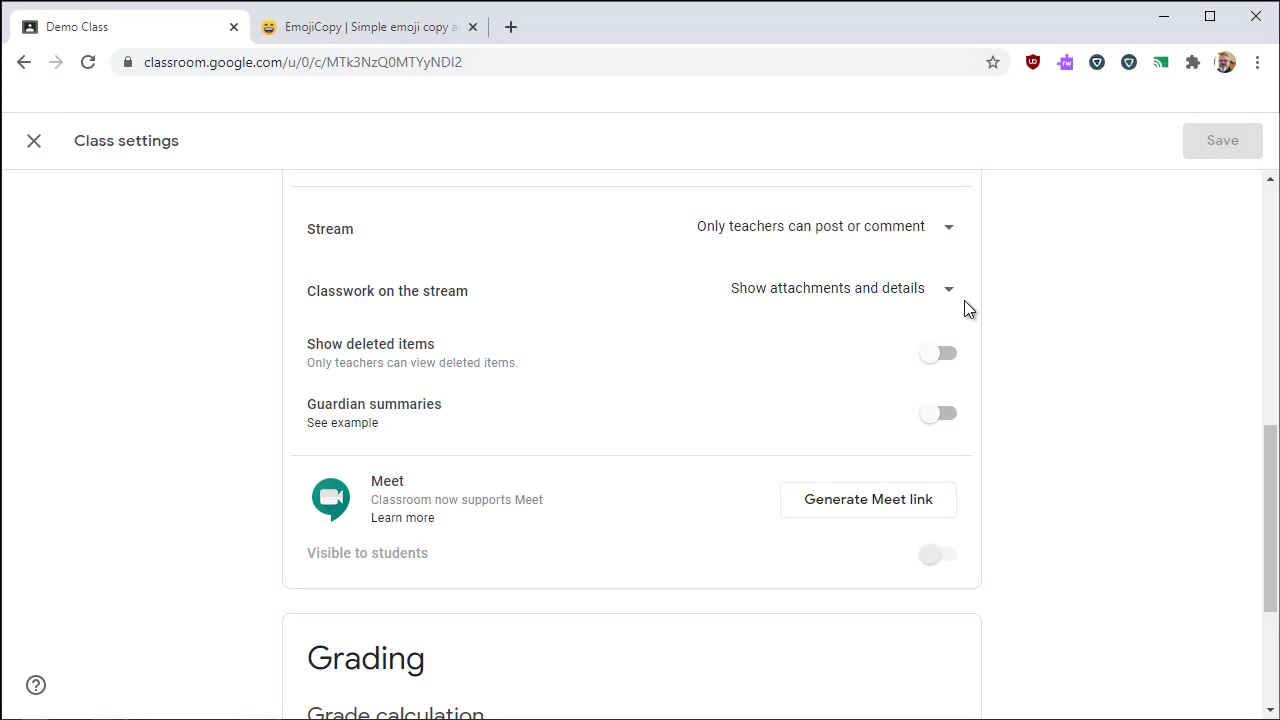 Demo Class
EmojiCopy | Simple emoji copy a
classroom.google.com/u/0/c/MTk3NzQ0MTYyNDI2
Class settings
Save
Stream
Only teachers can post or comment
Classwork on the stream
Show attachments and details
Show deleted items
Only teachers can view deleted items.
Guardian summaries
See example
Meet
Classroom now supports Meet
Learn more
Generate Meet link
Visible to students
Grading
Grade calculation